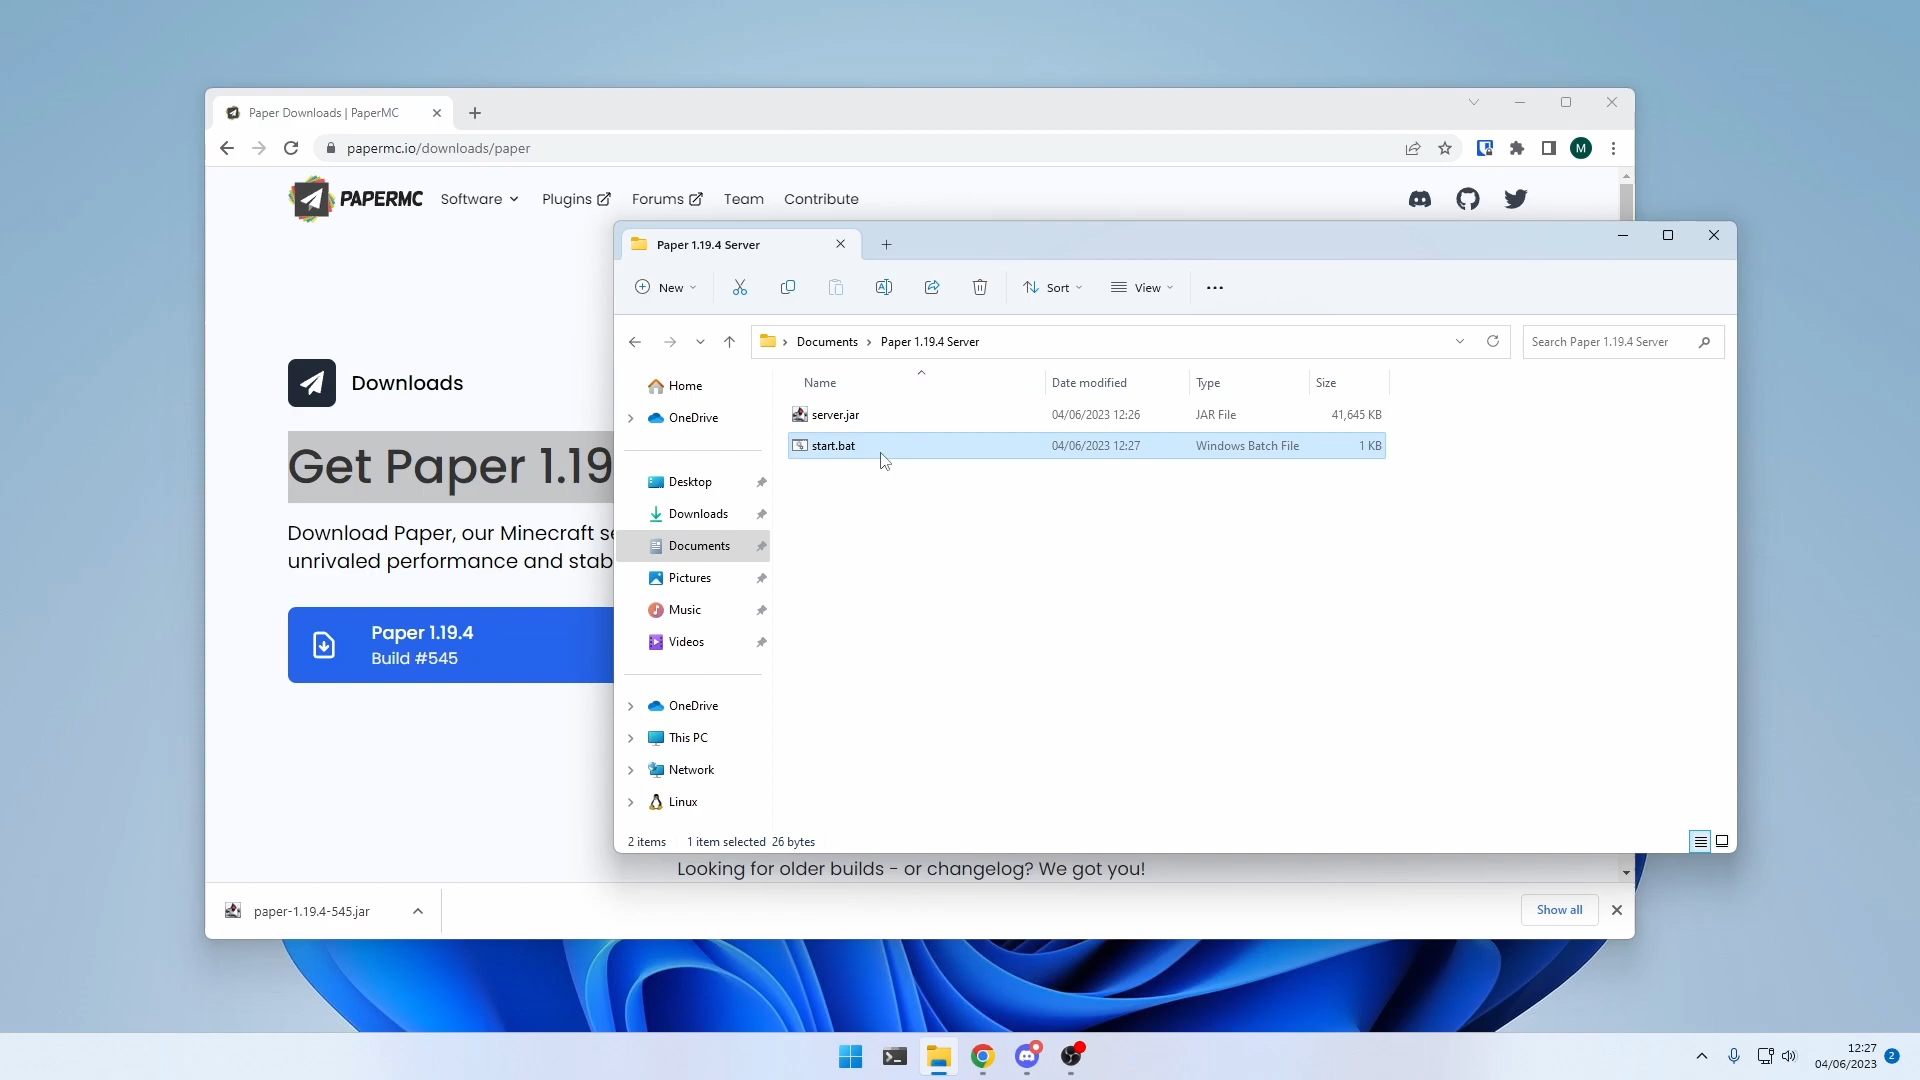 Paper Downloads | PaperMC
papermc.io/downloads/paper
M
PAPERMC
Software
Plugins
Forums
Team
Contribute
Downloads
Get Paper 1.19
Download Paper, our Minecraft se
unrivaled performance and stab
Paper 1.19.4
Build #545
Looking for older builds - or changelog? We got you!
paper-1.19.4-545.jar
Show all
Paper 1.19.4 Server
New
Sort
View
Documents
Paper 1.19.4 Server
Search Paper 1.19.4 Server
Home
OneDrive
Desktop
Downloads
Documents
Pictures
Music
Videos
OneDrive
This PC
Network
Linux
Name Date modified Type Size
server.jar 04/06/2023 12:26 JAR File 41,645 KB
start.bat 04/06/2023 12:27 Windows Batch File 1 KB
2 items 1 item selected 26 bytes
12:27
04/06/2023
2